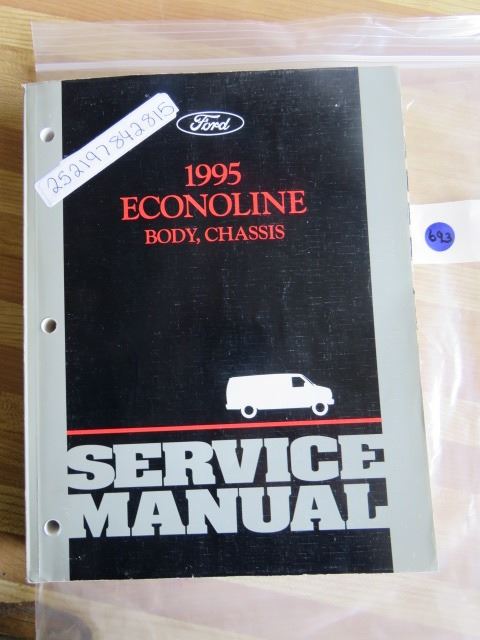 252197842815
Ford
1995
ECONOLINE
BODY, CHASSIS
693
SERVICE
MANUAL